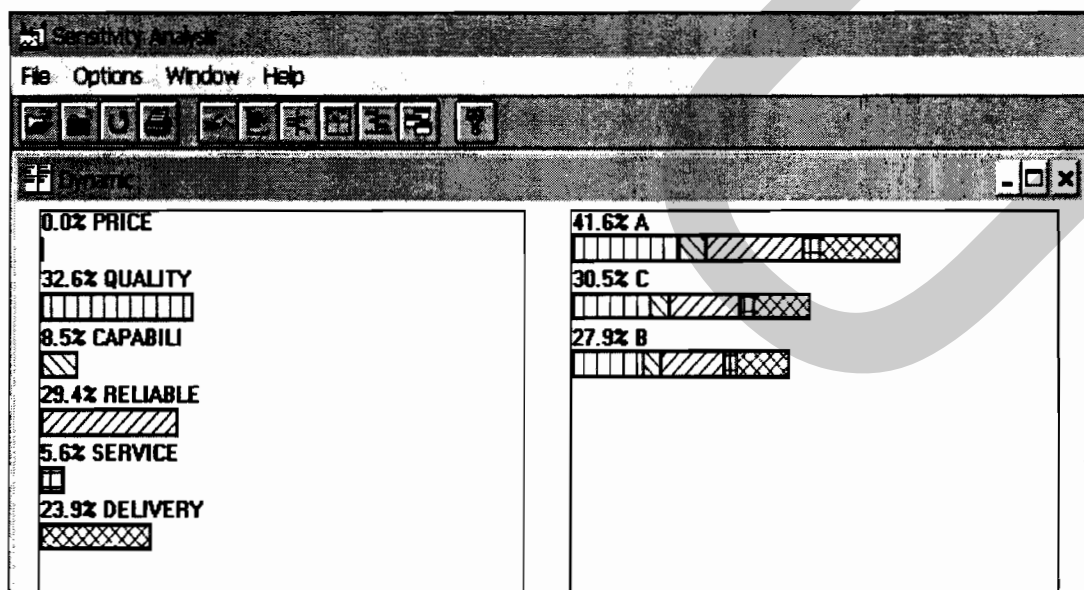 Sensitivity Analysis
File Options Window Help
Dynamic
0.0% PRICE
32.6% QUALITY
8.5% CAPABILI
29.4% RELIABLE
5.6% SERVICE
23.9% DELIVERY
41.6% A
30.5% C
27.9% B